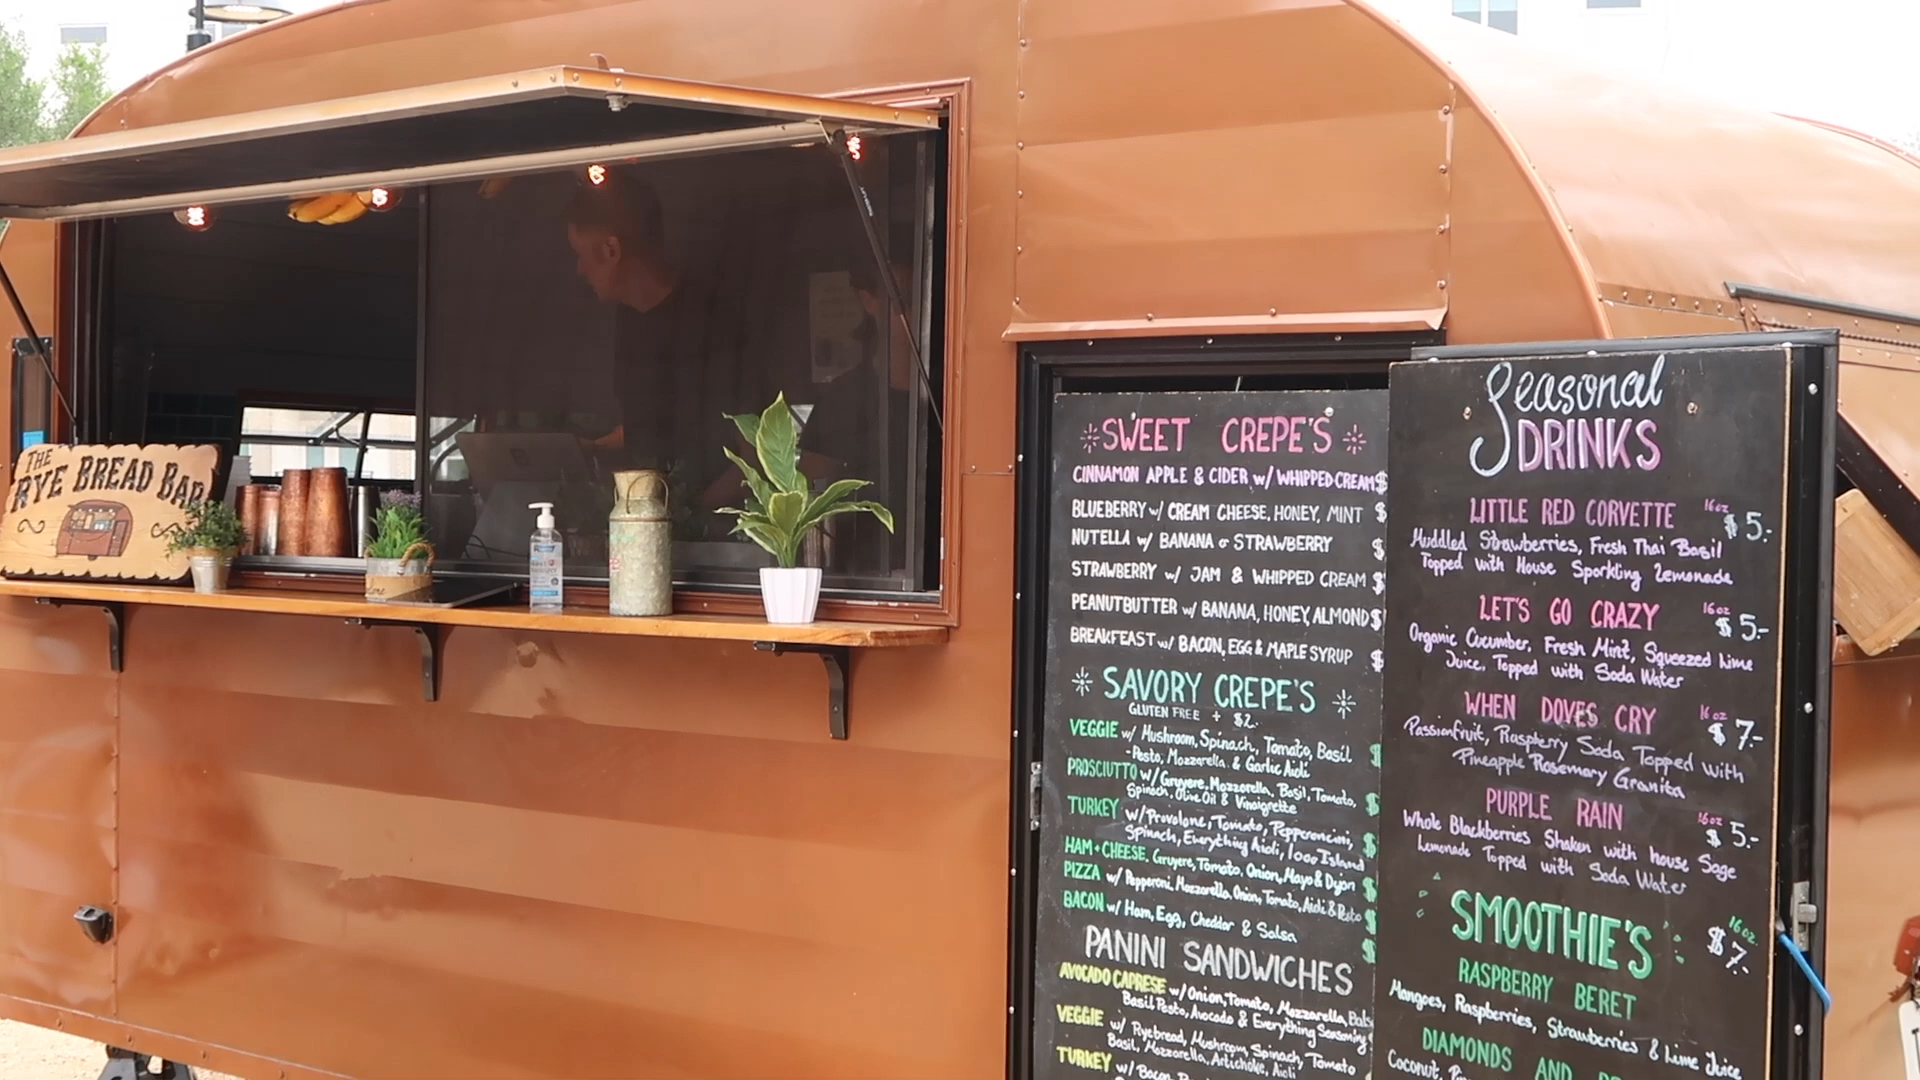 THE
RYE BREAD BAR
SWEET CREPE'S
CINNAMON APPLE & CIDER w/ WHIPPED CREAM $
BLUEBERRY w/ CREAM CHEESE, HONEY, MINT $
NUTELLA w/ BANANA or STRAWBERRY $
STRAWBERRY w/ JAM & WHIPPED CREAM $
PEANUTBUTTER w/ BANANA, HONEY, ALMOND $
BREAKFEAST w/ BACON, EGG & MAPLE SYRUP $
SAVORY CREPE'S
GLUTEN FREE + $2.
VEGGIE w/ Mushroom, Spinach, Tomato, Basil $
-Pesto, Mozzarella & Garlic Aioli
PROSCIUTTO w/ Gruyere, Mozzarella, Basil, Tomato, $
Spinach, Olive Oil & Vinaigrette
TURKEY w/ Provolone, Tomato, Pepperoncini, $
Spinach, Everything Aioli, 1000 Island
HAM + CHEESE, Gruyere, Tomato, Onion, Mayo & Dijon $
PIZZA w/ Pepperoni, Mozzarella, Onion, Tomato, Aioli & Pesto $
BACON w/ Ham, Egg, Cheddar & Salsa $
PANINI SANDWICHES
AVOCADO CAPRESE w/ Onion, Tomato, Mozzarella,
Basil Pesto, Avocado & Everything Seasoning
VEGGIE w/ Ryebread, Mushroom, Spinach, Tomato
Basil, Mozzarella, Artichoke, Aioli
TURKEY w/ Bacon,
Seasonal
DRINKS
LITTLE RED CORVETTE 16oz $5.-
Muddled Strawberries, Fresh Thai Basil
Topped with House Sparkling Lemonade
LET'S GO CRAZY 16oz $5.-
Organic Cucumber, Fresh Mint, Squeezed Lime
Juice, Topped with Soda Water
WHEN DOVES CRY 16oz $7.-
Passionfruit, Raspberry Soda Topped with
Pineapple Rosemary Granita
PURPLE RAIN 16oz $5.-
Whole Blackberries Shaken with house Sage
Lemonade Topped with Soda Water
SMOOTHIE'S 16oz. $7.-
RASPBERRY BERET
Mangoes, Raspberries, Strawberries & Lime Juice
DIAMONDS AND
Coconut,